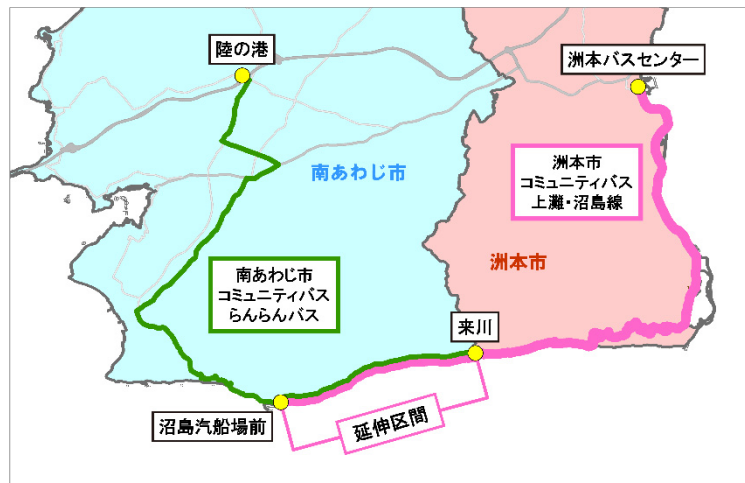 陸の港
洲本バスセンター
南あわじ市
洲本市
コミュニティバス
上灘・沼島線
洲本市
南あわじ市
コミュニティバス
らんらんバス
来川
沼島汽船場前
延伸区間